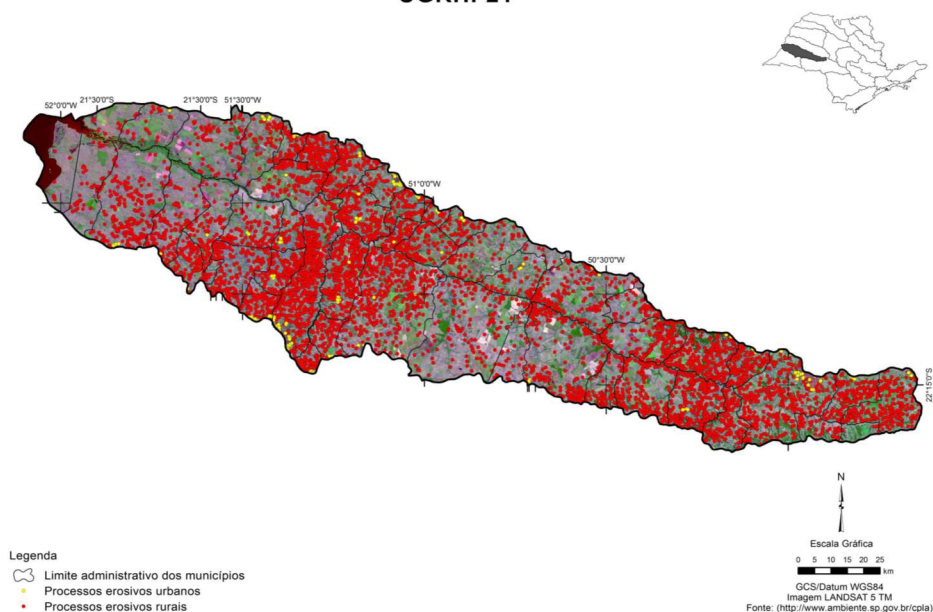 UGRHI 21
52°0'0"W
21°30'0"S
21°30'0"S
51°30'0"W
51°0'0"W
50°30'0"W
22°15'0"S
N
Escala Gráfica
0 5 10 15 20 25
km
GCS/Datum WGS84
Imagem LANDSAT 5 TM
Fonte: (http://www.ambiente.sp.gov.br/cpla)
Legenda
Limite administrativo dos municípios
Processos erosivos urbanos
Processos erosivos rurais